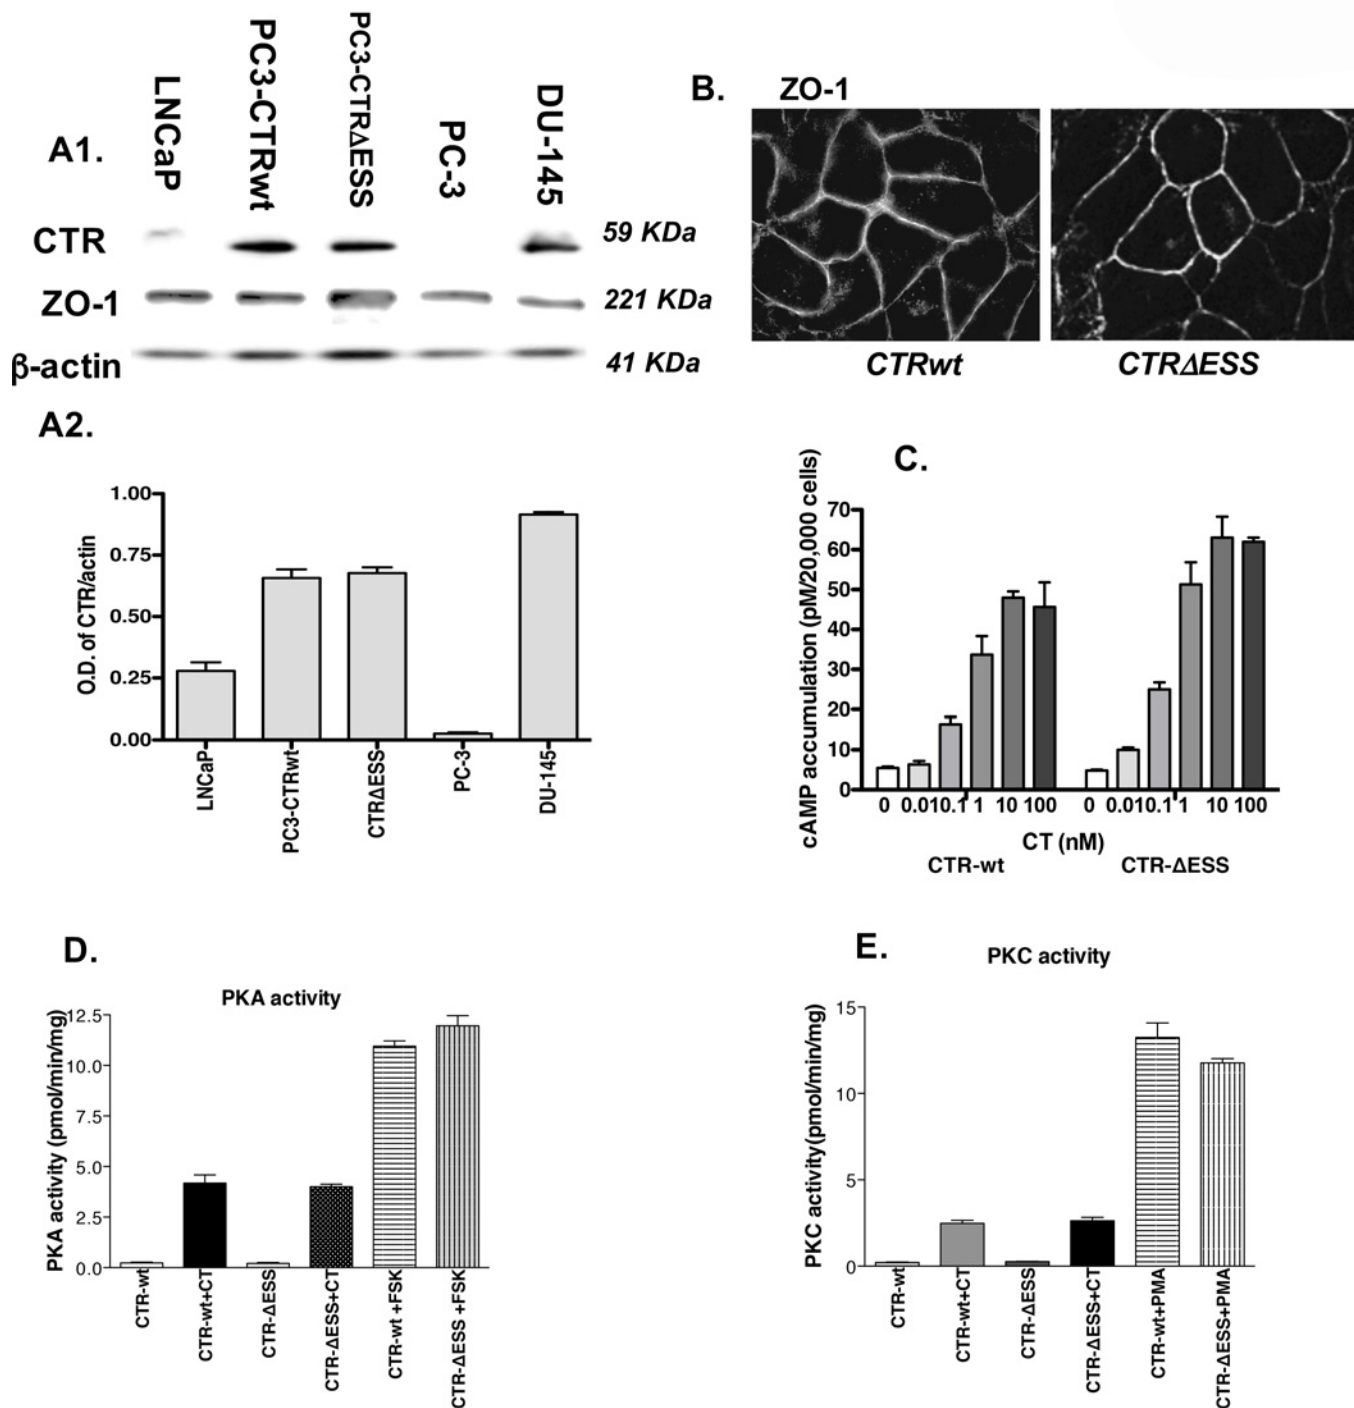 A1.
LNCaP
PC3-CTRwt
PC3-CTRΔESS
PC-3
DU-145
CTR
59 KDa
ZO-1
221 KDa
β-actin
41 KDa
B.
ZO-1
CTRwt
CTRΔESS
A2.
O.D. of CTR/actin
1.00
0.75
0.50
0.25
0.00
LNCaP
PC3-CTRwt
CTRΔESS
PC-3
DU-145
C.
cAMP accumulation (pM/20,000 cells)
70
60
50
40
30
20
10
0
0 0.01 0.1 1 10 100 0 0.01 0.1 1 10 100
CT (nM)
CTR-wt CTR-ΔESS
D.
PKA activity
PKA activity (pmol/min/mg)
12.5
10.0
7.5
5.0
2.5
0.0
CTR-wt
CTR-wt+CT
CTR-ΔESS
CTR-ΔESS+CT
CTR-wt +FSK
CTR-ΔESS +FSK
E.
PKC activity
PKC activity(pmol/min/mg)
15
10
5
0
CTR-wt
CTR-wt+CT
CTR-ΔESS
CTR-ΔESS+CT
CTR-wt+PMA
CTR-ΔESS+PMA